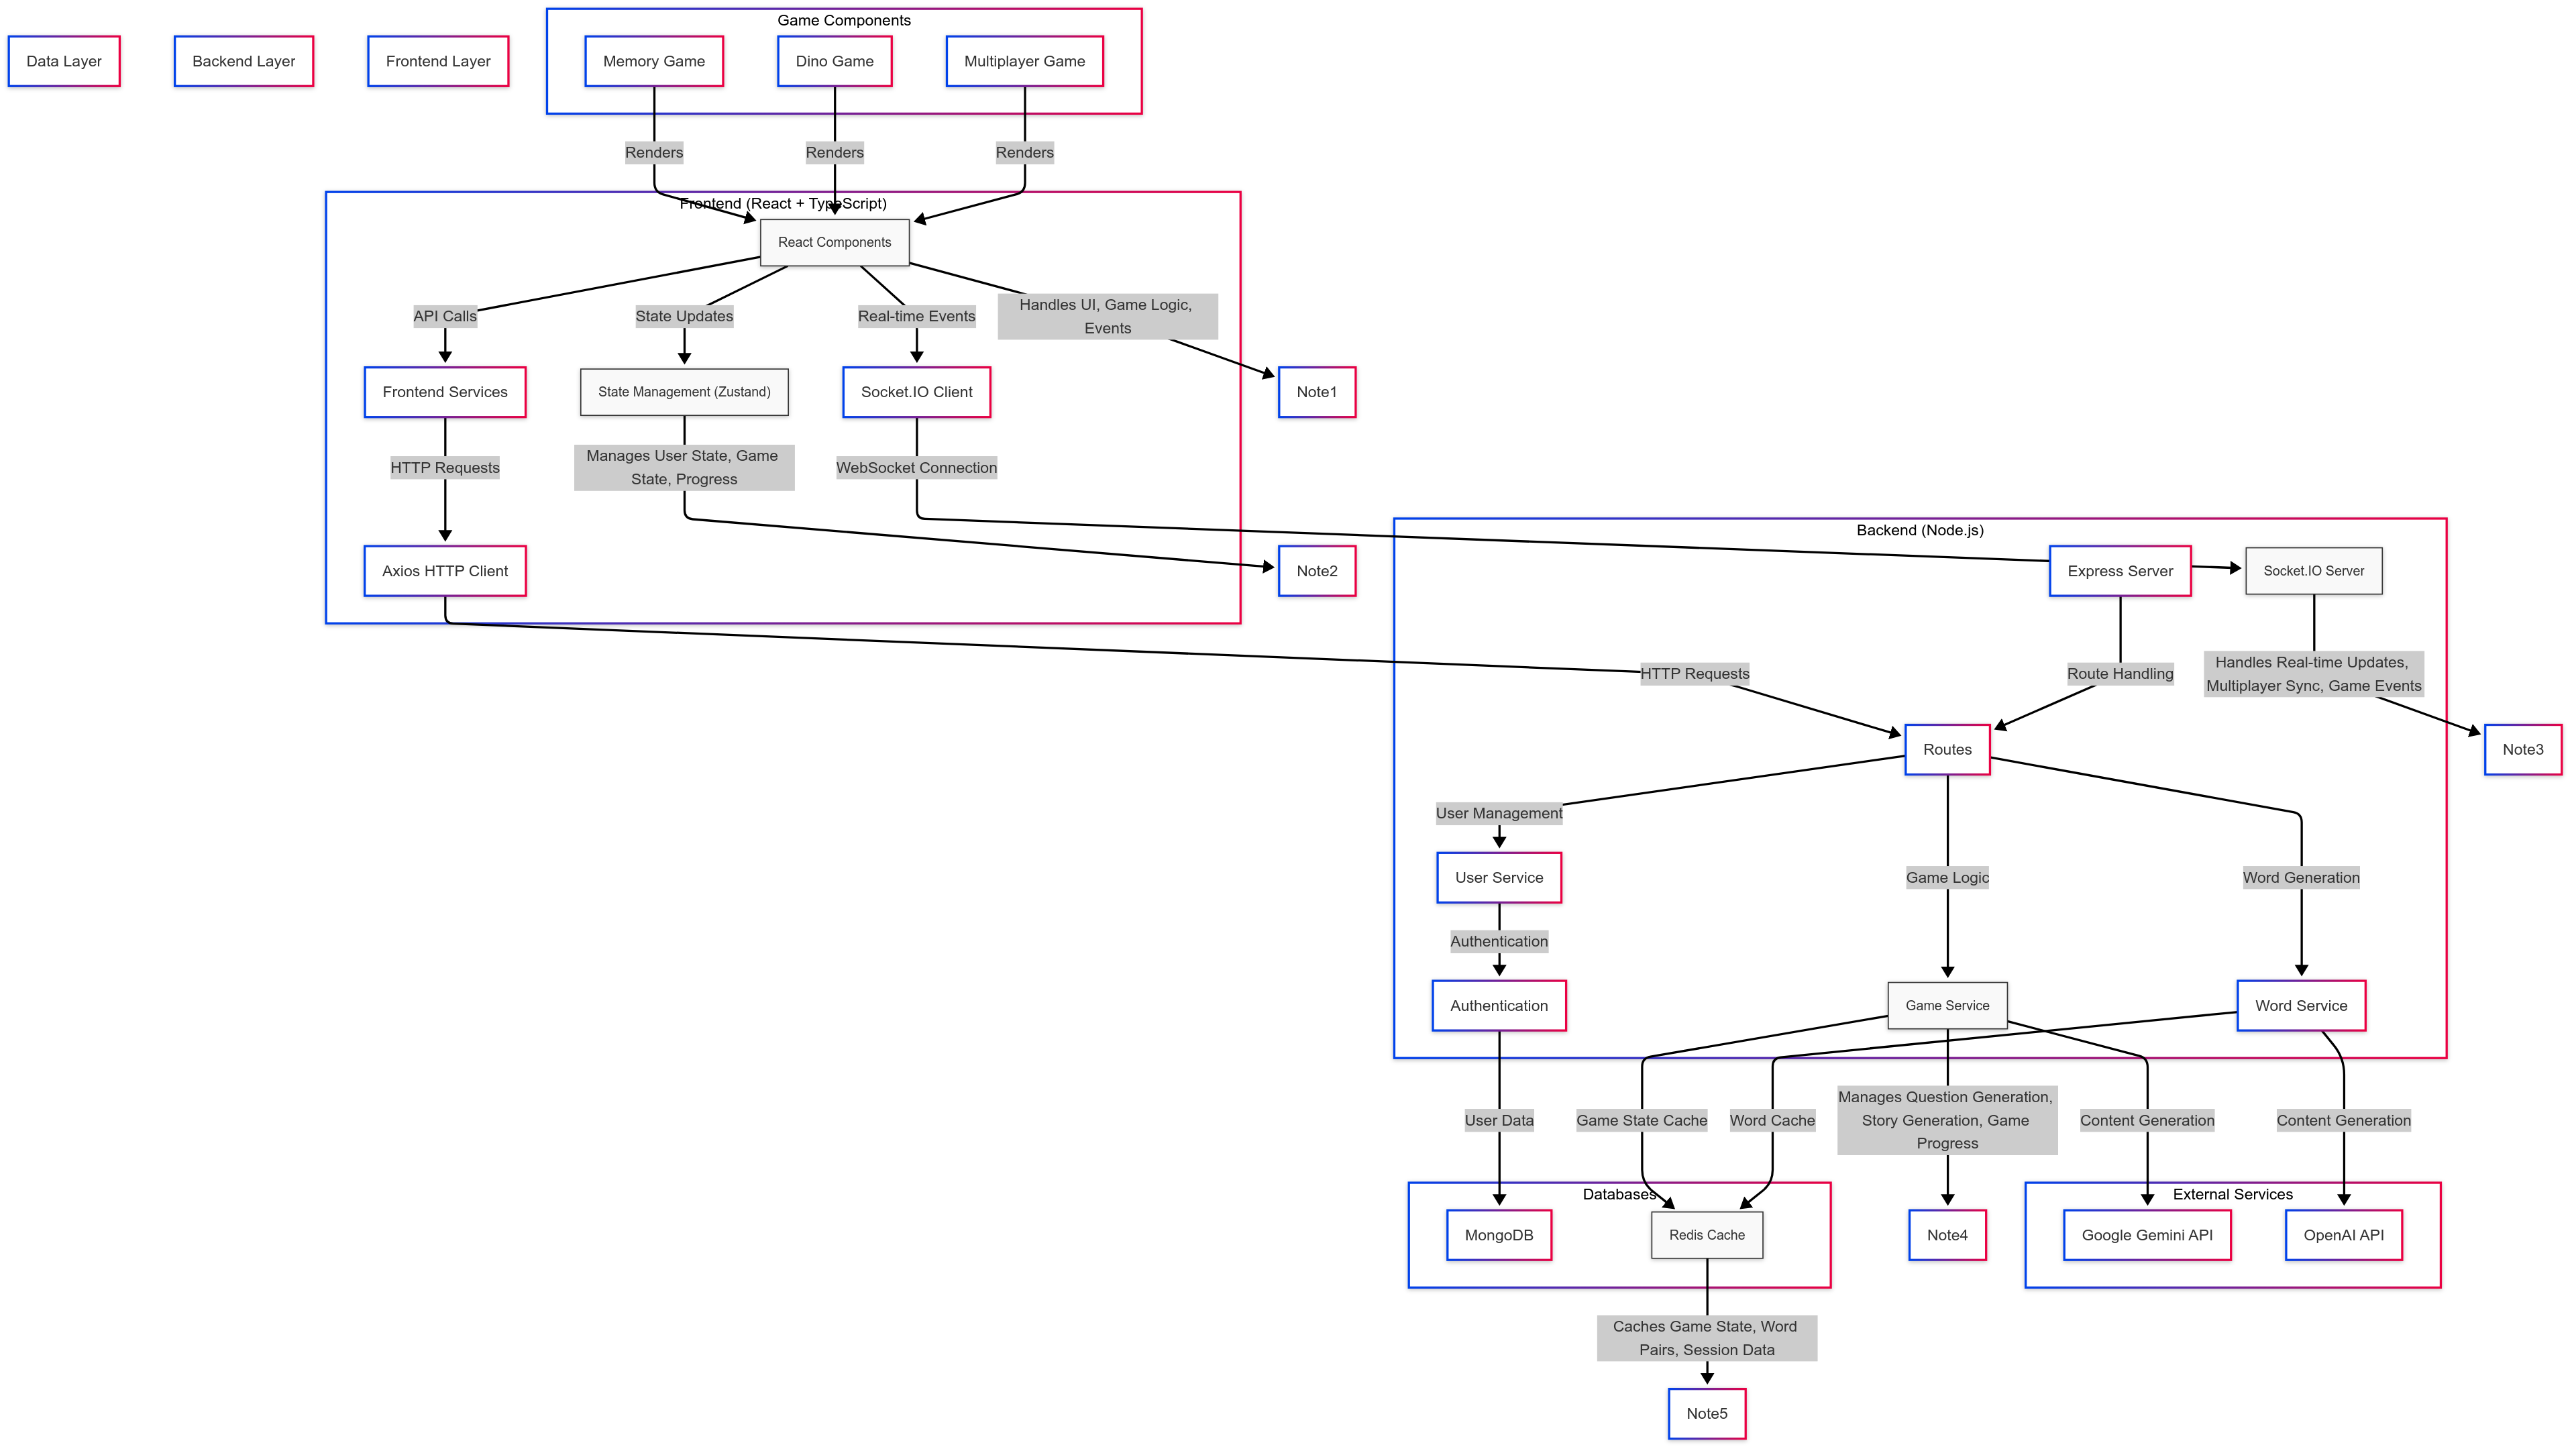 Game Components
Data Layer
Backend Layer
Frontend Layer
Memory Game
Dino Game
Multiplayer Game
Renders
Renders
Renders
Frontend (React + TypeScript)
React Components
API Calls
State Updates
Real-time Events
Handles UI, Game Logic,
Events
Frontend Services
State Management (Zustand)
Socket.IO Client
Note1
HTTP Requests
Manages User State, Game
State, Progress
WebSocket Connection
Backend (Node.js)
Axios HTTP Client
Note2
Express Server
Socket.IO Server
HTTP Requests
Route Handling
Handles Real-time Updates,
Multiplayer Sync, Game Events
Routes
Note3
User Management
User Service
Game Logic
Word Generation
Authentication
Authentication
Game Service
Word Service
User Data
Game State Cache
Word Cache
Manages Question Generation,
Story Generation, Game
Progress
Content Generation
Content Generation
Databases
External Services
MongoDB
Redis Cache
Note4
Google Gemini API
OpenAI API
Caches Game State, Word
Pairs, Session Data
Note5